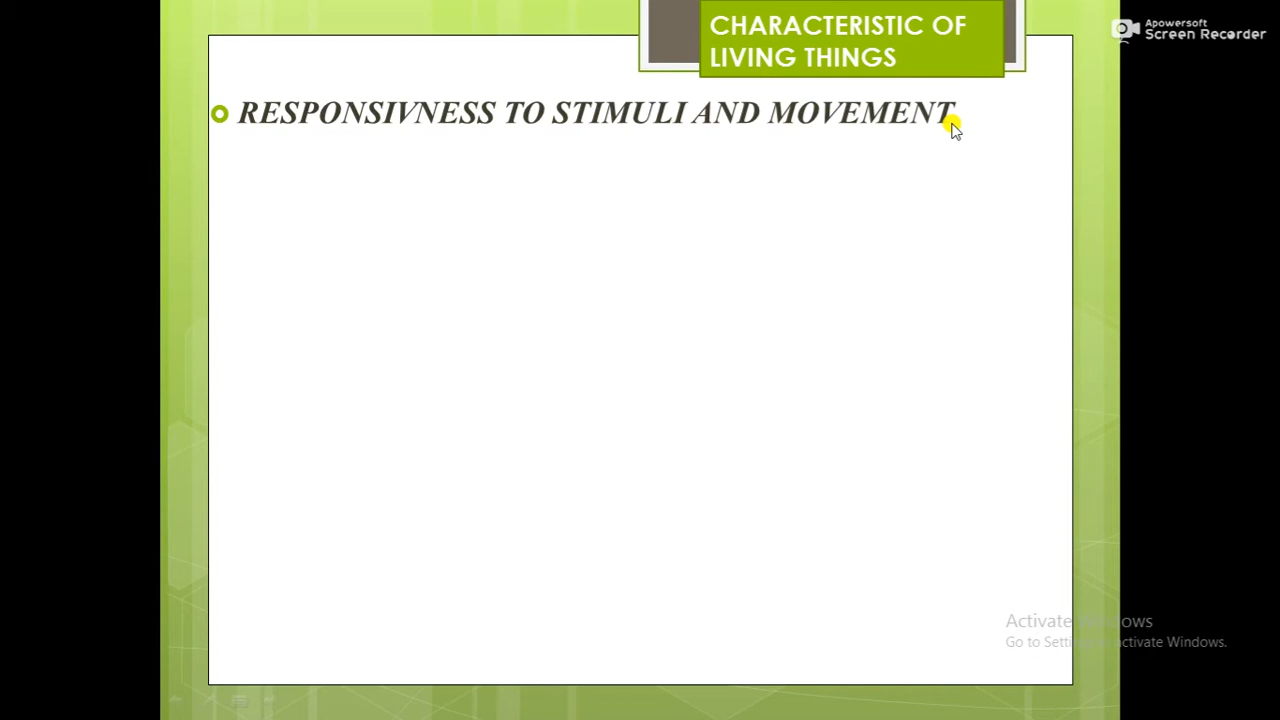 CHARACTERISTIC OF
LIVING THINGS
Apowersoft
Screen Recorder
RESPONSIVNESS TO STIMULI AND MOVEMENT
Activate Windows
Go to Settings to activate Windows.